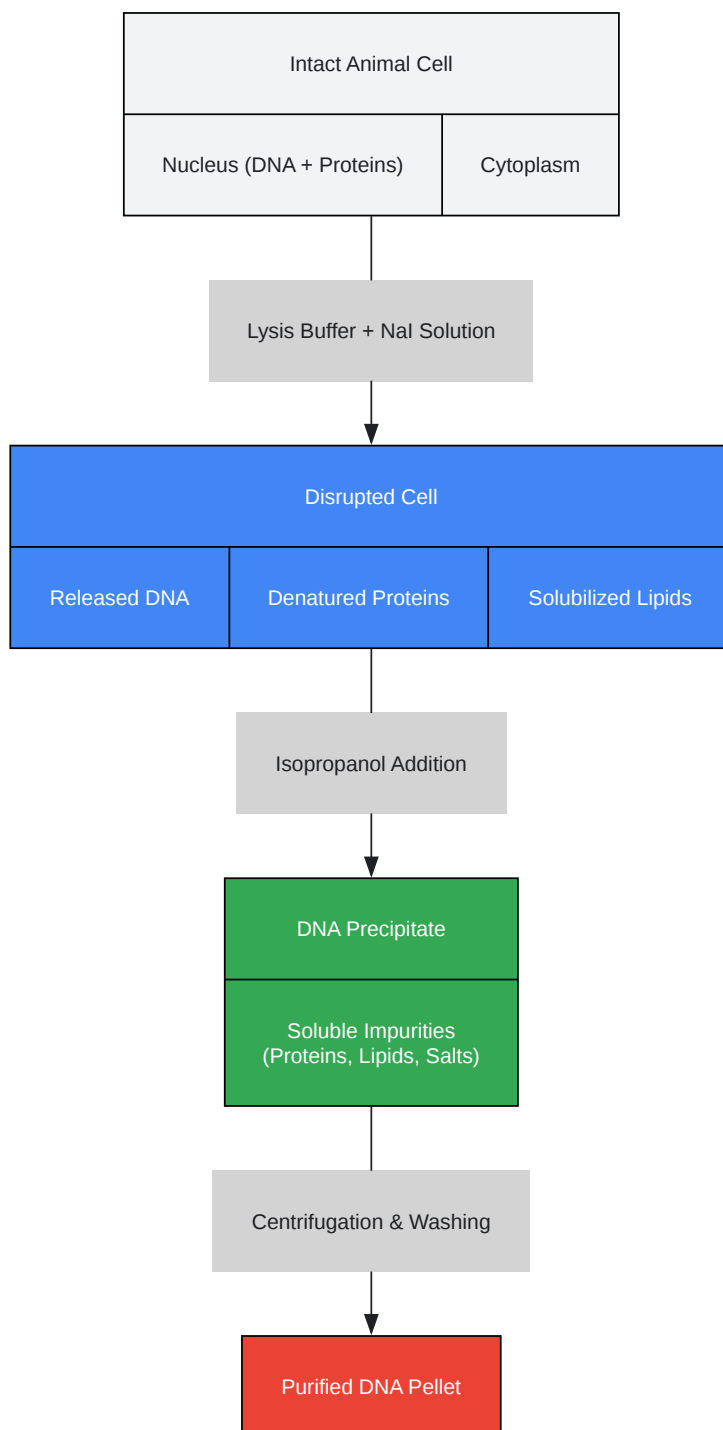 Intact Animal Cell
Nucleus (DNA + Proteins)
Cytoplasm
Lysis Buffer + NaI Solution
Disrupted Cell
Released DNA
Denatured Proteins
Solubilized Lipids
Isopropanol Addition
DNA Precipitate
Soluble Impurities
(Proteins, Lipids, Salts)
Centrifugation & Washing
Purified DNA Pellet